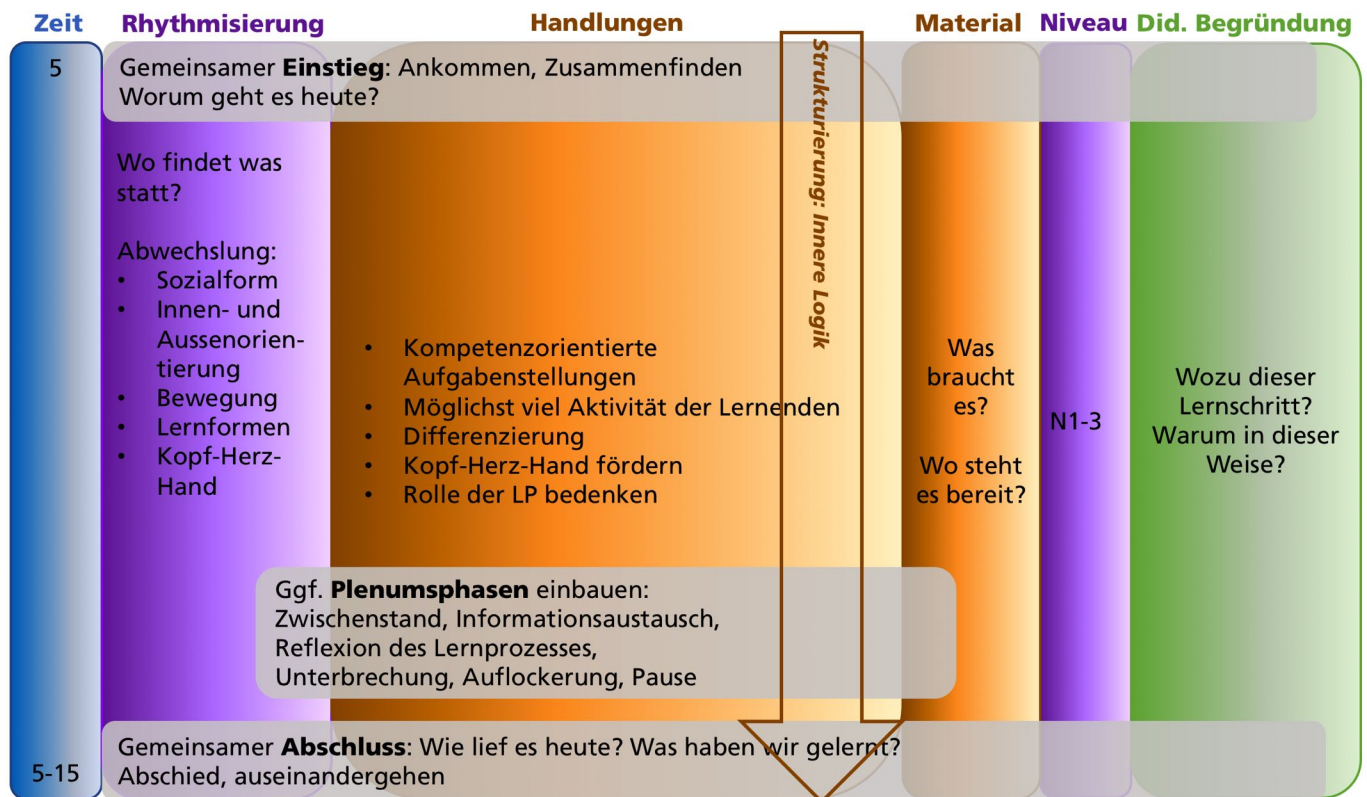 Zeit
Rhythmisierung
Handlungen
Material
Niveau
Did. Begründung
5
Gemeinsamer Einstieg: Ankommen, Zusammenfinden
Worum geht es heute?
Strukturierung: Innere Logik
Wo findet was
statt?
Abwechslung:
• Sozialform
• Innen- und
Aussenorien-
tierung
• Bewegung
• Lernformen
• Kopf-Herz-
Hand
• Kompetenzorientierte
Aufgabenstellungen
• Möglichst viel Aktivität der Lernenden
• Differenzierung
• Kopf-Herz-Hand fördern
• Rolle der LP bedenken
Was
braucht
es?
Wo steht
es bereit?
N1-3
Wozu dieser
Lernschritt?
Warum in dieser
Weise?
Ggf. Plenumsphasen einbauen:
Zwischenstand, Informationsaustausch,
Reflexion des Lernprozesses,
Unterbrechung, Auflockerung, Pause
Gemeinsamer Abschluss: Wie lief es heute? Was haben wir gelernt?
Abschied, auseinandergehen
5-15